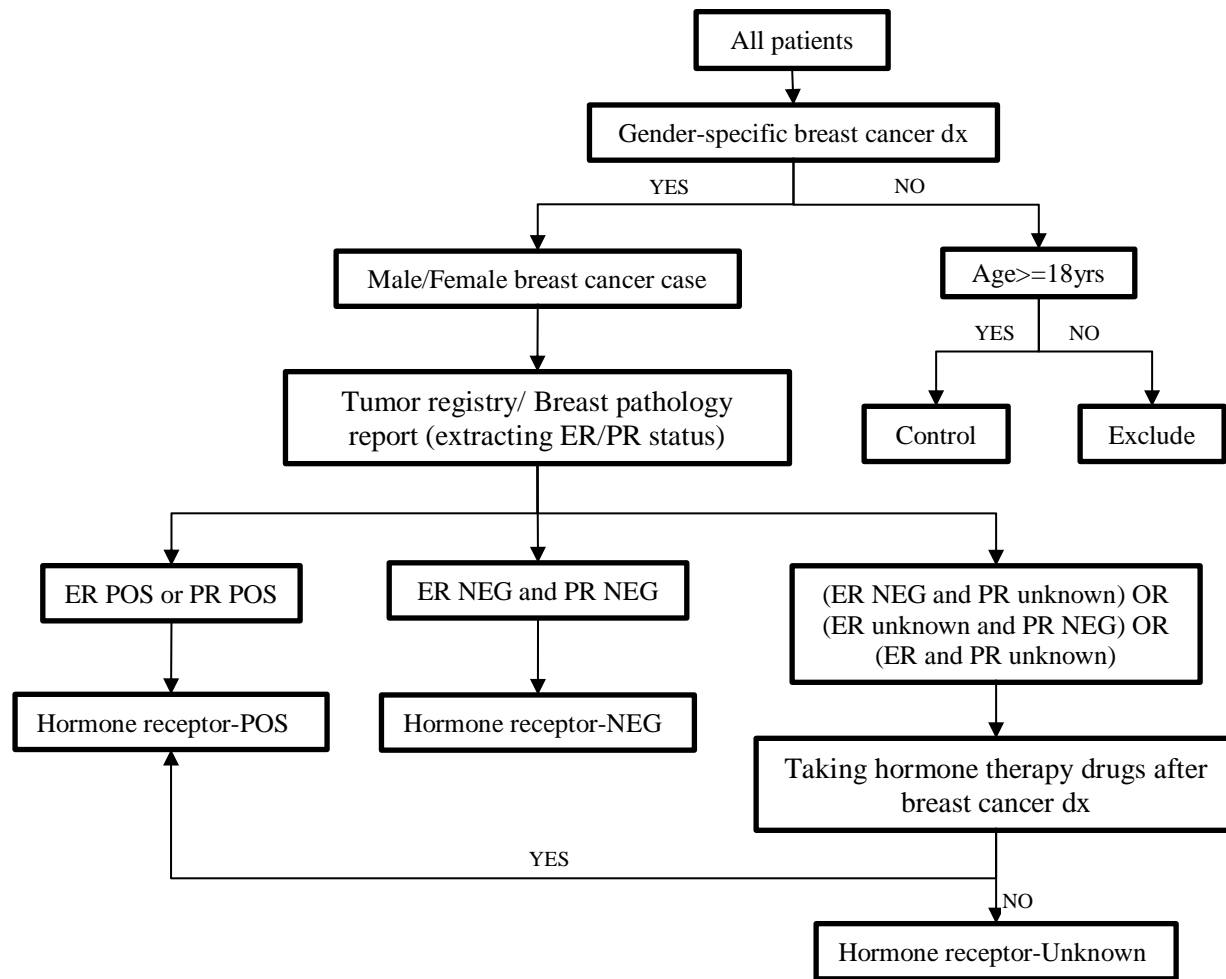 All patients
Gender-specific breast cancer dx
YES
NO
Male/Female breast cancer case
Age>=18yrs
YES
NO
Tumor registry/ Breast pathology
report (extracting ER/PR status)
Control
Exclude
ER POS or PR POS
ER NEG and PR NEG
(ER NEG and PR unknown) OR
(ER unknown and PR NEG) OR
(ER and PR unknown)
Hormone receptor-POS
Hormone receptor-NEG
Taking hormone therapy drugs after
breast cancer dx
YES
NO
Hormone receptor-Unknown